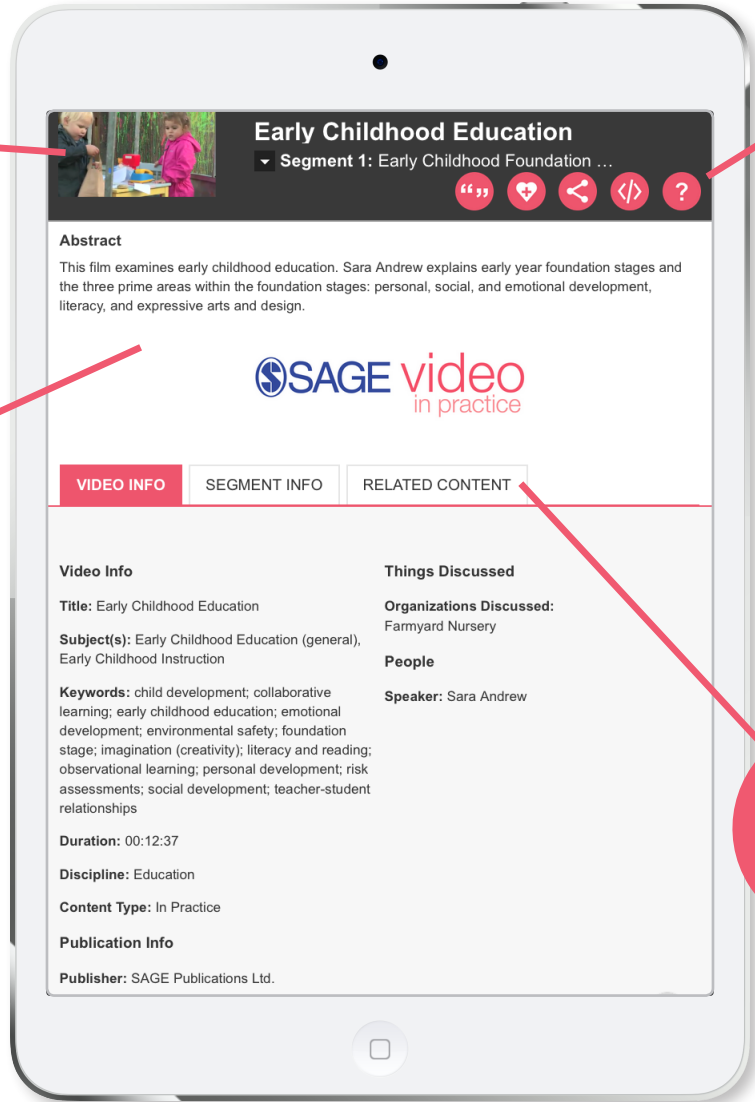 Early Childhood Education
Segment 1: Early Childhood Foundation ...
“ ” </> ?
Abstract
This film examines early childhood education. Sara Andrew explains early year foundation stages and
the three prime areas within the foundation stages: personal, social, and emotional development,
literacy, and expressive arts and design.
SAGE video
in practice
VIDEO INFO SEGMENT INFO RELATED CONTENT
Video Info
Title: Early Childhood Education
Subject(s): Early Childhood Education (general),
Early Childhood Instruction
Keywords: child development; collaborative
learning; early childhood education; emotional
development; environmental safety; foundation
stage; imagination (creativity); literacy and reading;
observational learning; personal development; risk
assessments; social development; teacher-student
relationships
Duration: 00:12:37
Discipline: Education
Content Type: In Practice
Publication Info
Publisher: SAGE Publications Ltd.
Things Discussed
Organizations Discussed:
Farmyard Nursery
People
Speaker: Sara Andrew